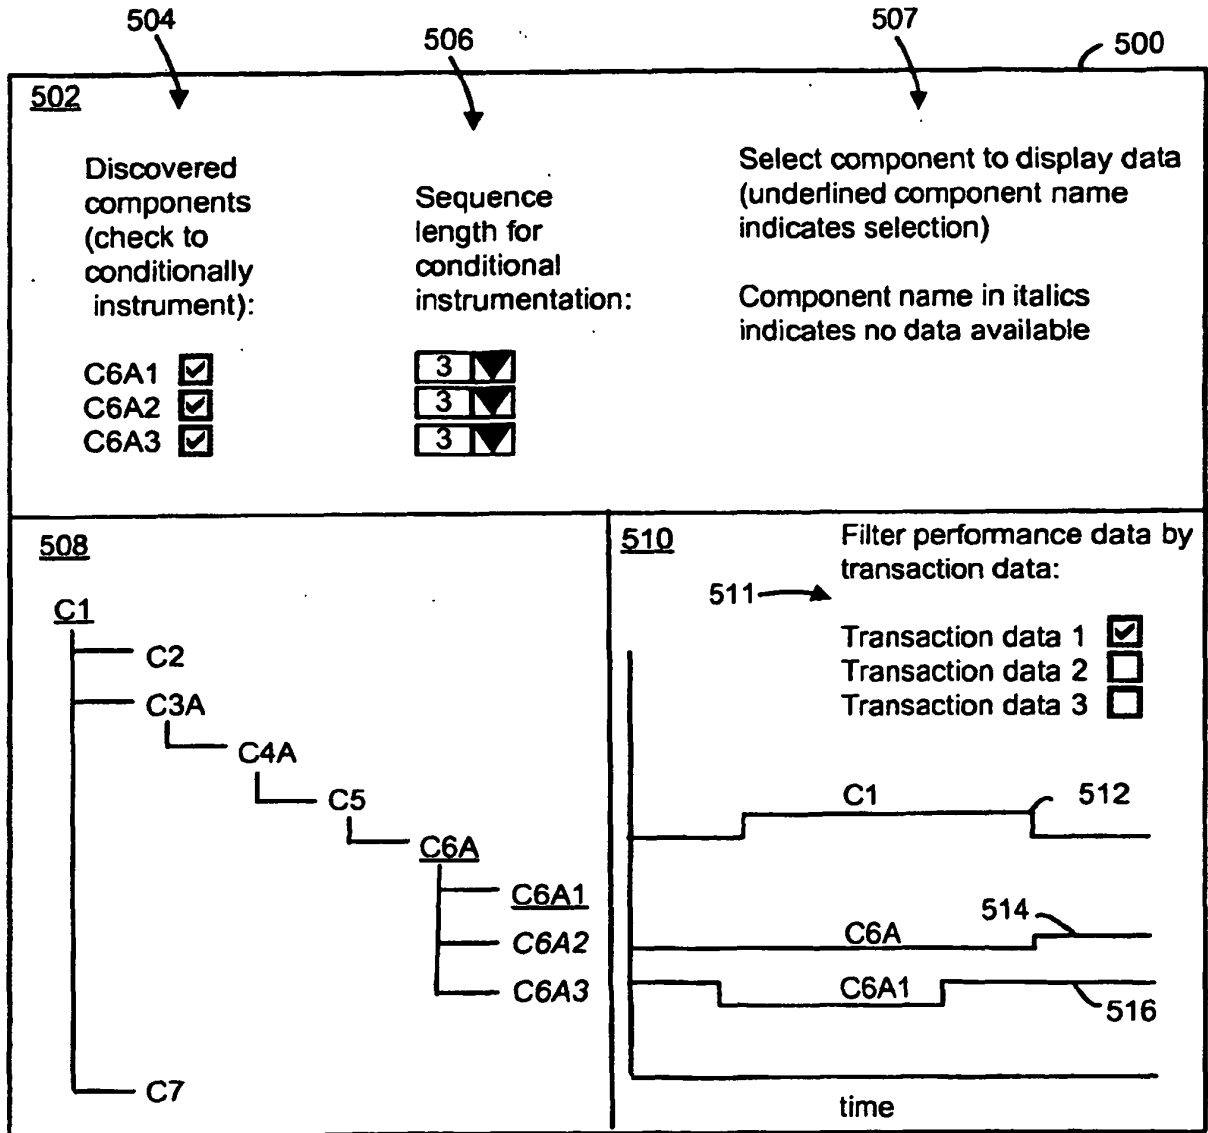 504
506
507
500
502
Discovered
components
(check to
conditionally
instrument):
Sequence
length for
conditional
instrumentation:
Select component to display data
(underlined component name
indicates selection)
Component name in italics
indicates no data available
C6A1
C6A2
C6A3
3
3
3
508
C1
C2
C3A
C4A
C5
C6A
C6A1
C6A2
C6A3
C7
510
Filter performance data by
transaction data:
511
Transaction data 1
Transaction data 2
Transaction data 3
C1
512
514
C6A
C6A1
516
time